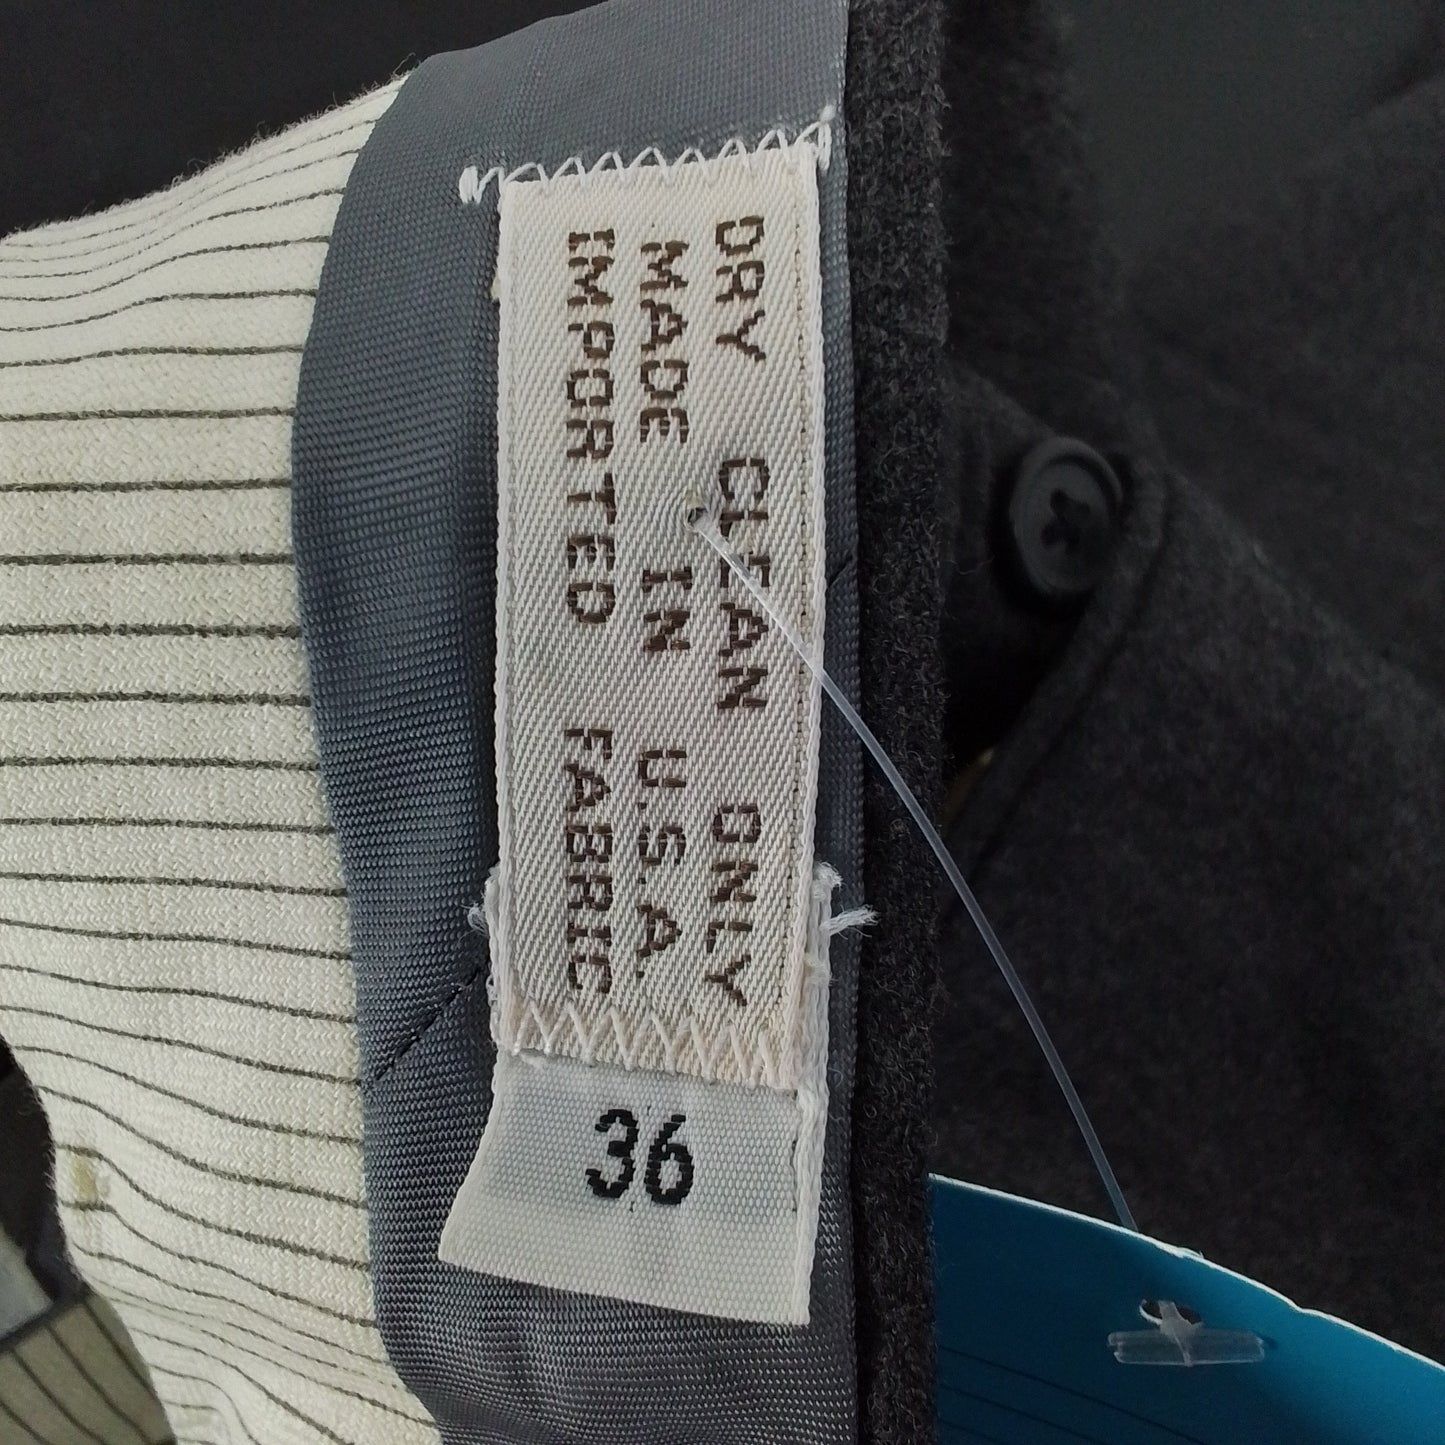 DRY CLEAN ONLY
MADE IN U.S.A.
IMPORTED FABRIC
36